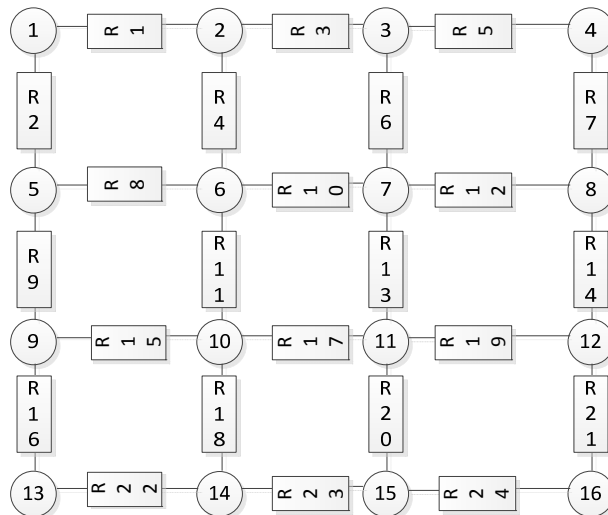 1 R1 2 R3 3 R5 4
R2 R4 R6 R7
5 R8 6 R10 7 R12 8
R9 R11 R13 R14
9 R15 10 R17 11 R19 12
R16 R18 R20 R21
13 R22 14 R23 15 R24 16